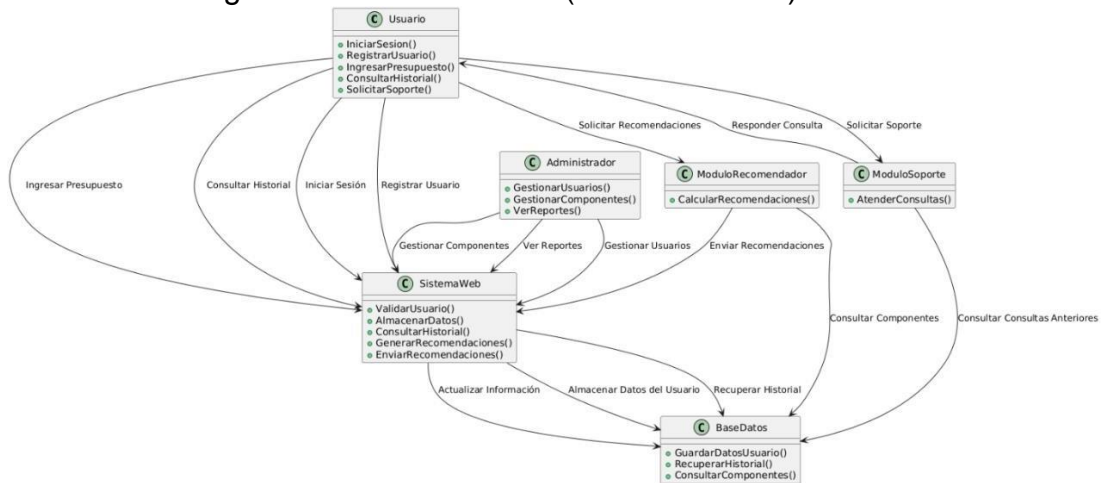 C Usuario
IniciarSesion()
RegistrarUsuario()
IngresarPresupuesto()
ConsultarHistorial()
SolicitarSoporte()
Solicitar Recomendaciones
Responder Consulta
Solicitar Soporte
Ingresar Presupuesto
Consultar Historial
Iniciar Sesión
Registrar Usuario
C Administrador
GestionarUsuarios()
GestionarComponentes()
VerReportes()
C ModuloRecomendador
CalcularRecomendaciones()
C ModuloSoporte
AtenderConsultas()
Gestionar Componentes
Ver Reportes
Gestionar Usuarios
Enviar Recomendaciones
C SistemaWeb
ValidarUsuario()
AlmacenarDatos()
ConsultarHistorial()
GenerarRecomendaciones()
EnviarRecomendaciones()
Consultar Componentes
Consultar Consultas Anteriores
Actualizar Información
Almacenar Datos del Usuario
Recuperar Historial
C BaseDatos
GuardarDatosUsuario()
RecuperarHistorial()
ConsultarComponentes()